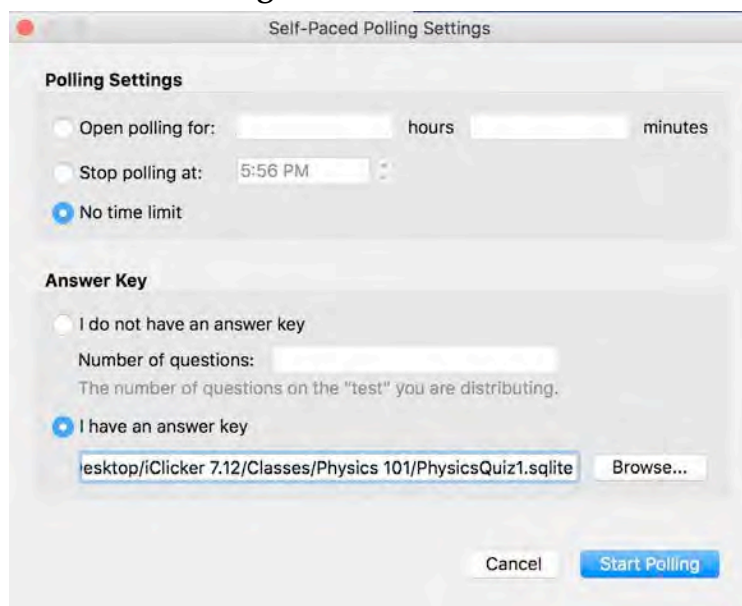 Self-Paced Polling Settings
Polling Settings
Open polling for: hours minutes
Stop polling at: 5:56 PM
No time limit
Answer Key
I do not have an answer key
Number of questions:
The number of questions on the "test" you are distributing.
I have an answer key
esktop/iClicker 7.12/Classes/Physics 101/PhysicsQuiz1.sqlite Browse...
Cancel Start Polling